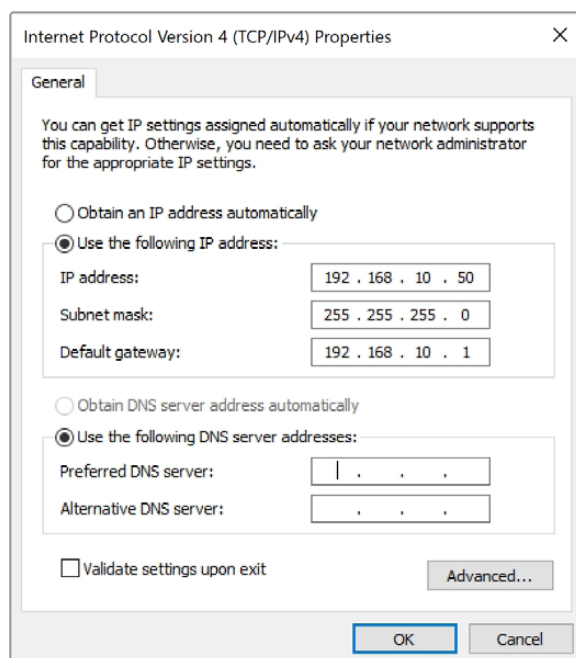 Internet Protocol Version 4 (TCP/IPv4) Properties
General
You can get IP settings assigned automatically if your network supports
this capability. Otherwise, you need to ask your network administrator
for the appropriate IP settings.
Obtain an IP address automatically
Use the following IP address:
IP address: 192 . 168 . 10 . 50
Subnet mask: 255 . 255 . 255 . 0
Default gateway: 192 . 168 . 10 . 1
Obtain DNS server address automatically
Use the following DNS server addresses:
Preferred DNS server: . . .
Alternative DNS server: . . .
Validate settings upon exit
Advanced...
OK Cancel